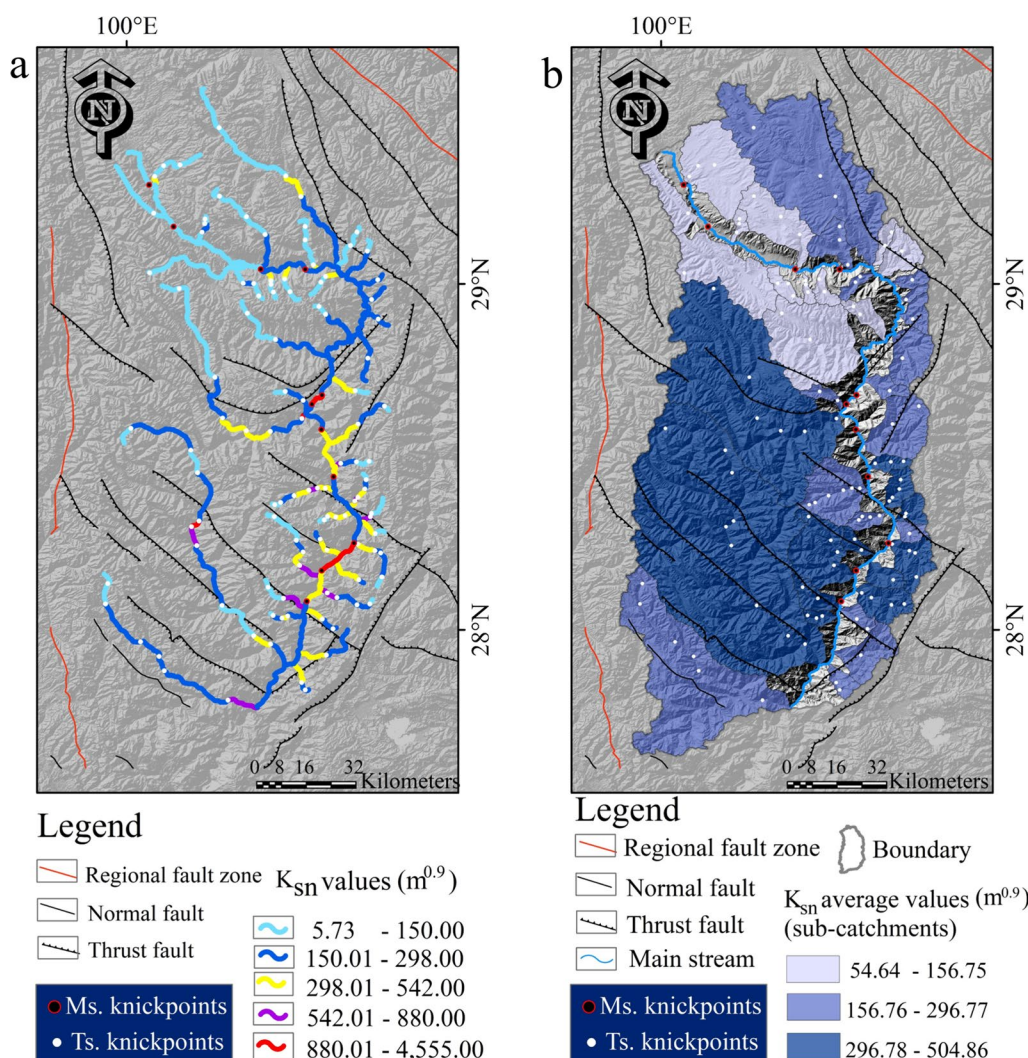 100°E
100°E
a
b
N
N
29°N
29°N
28°N
28°N
0 8 16 32
Kilometers
0 8 16 32
Kilometers
Legend
Regional fault zone
Normal fault
Thrust fault
Ms. knickpoints
Ts. knickpoints
Ksn values (m0.9)
5.73 - 150.00
150.01 - 298.00
298.01 - 542.00
542.01 - 880.00
880.01 - 4,555.00
Legend
Regional fault zone
Normal fault
Thrust fault
Main stream
Ms. knickpoints
Ts. knickpoints
Boundary
Ksn average values (m0.9)
(sub-catchments)
54.64 - 156.75
156.76 - 296.77
296.78 - 504.86